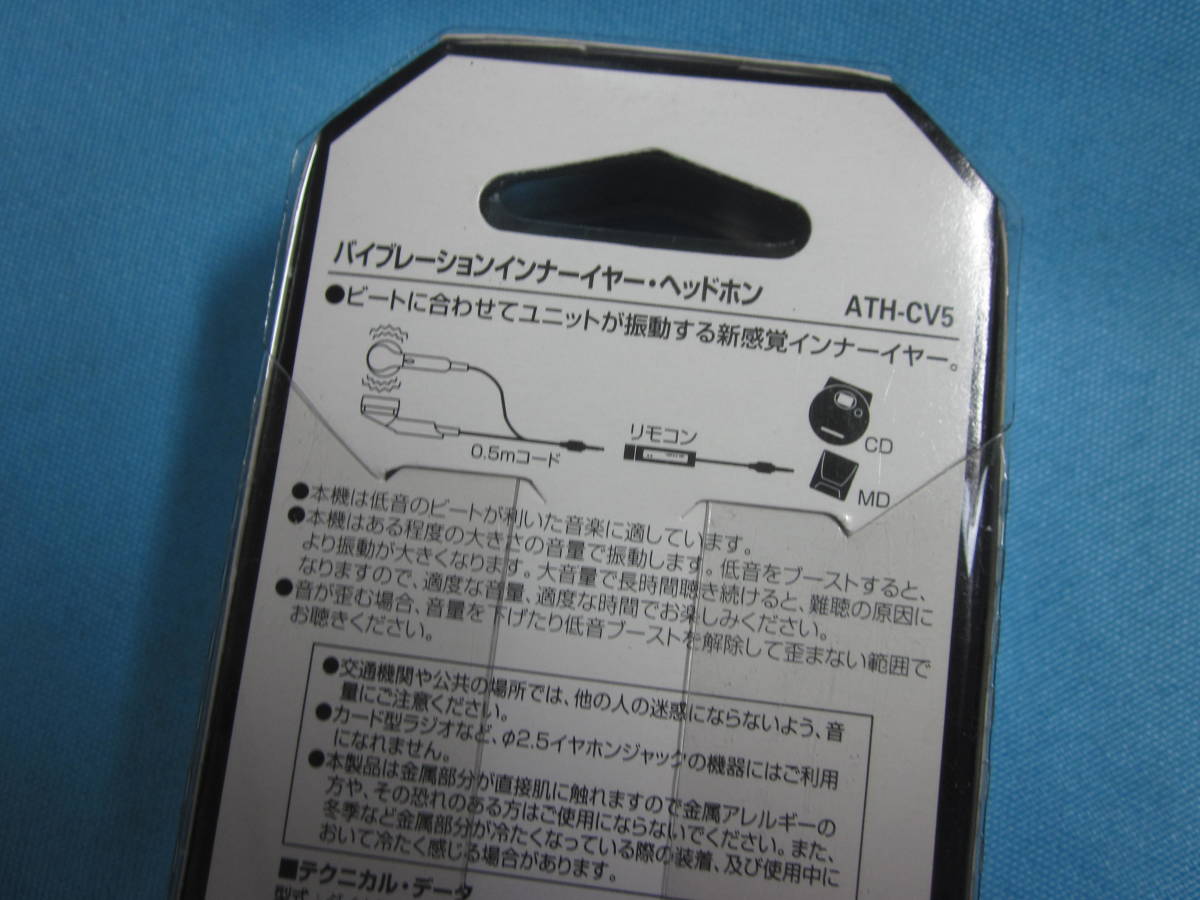 バイブレーションインナーイヤー・ヘッドホン ATH-CV5
●ビートに合わせてユニットが振動する新感覚インナーイヤー。
CD
リモコン
0.5mコード
MD
●本機は低音のビートが利いた音楽に適しています。
●本機はある程度の大きさの音量で振動します。低音をブーストすると、
より振動が大きくなります。大音量で長時間聴き続けると、難聴の原因に
なりますので、適度な音量、適度な時間でお楽しみください。
●音が歪む場合、音量を下げたり低音ブーストを解除して歪まない範囲で
お聴きください。
●交通機関や公共の場所では、他の人の迷惑にならないよう、音
量にご注意ください。
●カード型ラジオなど、φ2.5イヤホンジャックの機器にはご利用
になれません。
●本製品は金属部分が直接肌に触れますので金属アレルギーの
方や、その恐れのある方はご使用にならないでください。また、
冬季など金属部分が冷たくなっている際の装着、及び使用中に
おいて冷たく感じる場合があります。
■テクニカル・データ